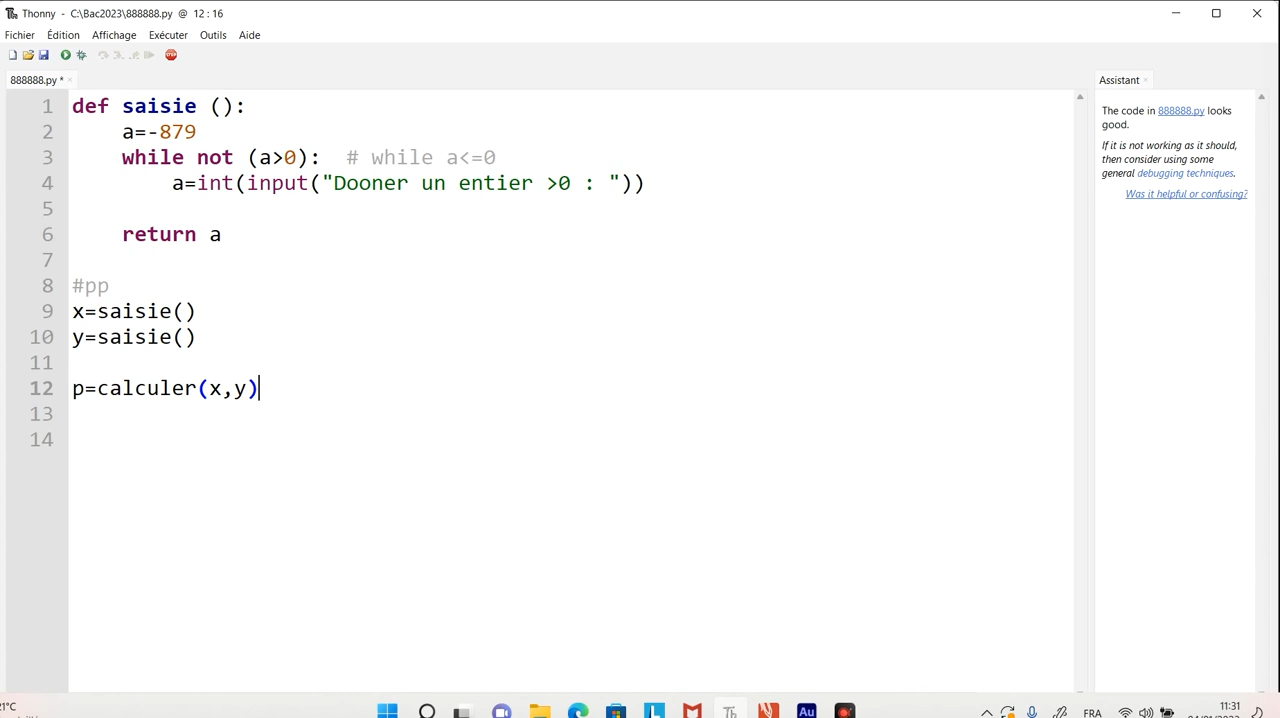 Thonny - C:\Bac2023\888888.py @ 12 : 16
Fichier Édition Affichage Exécuter Outils Aide
888888.py *
1 def saisie ():
2 a=-879
3 while not (a>0): # while a<=0
4 a=int(input("Dooner un entier >0 : "))
5
6 return a
7
8 #pp
9 x=saisie()
10 y=saisie()
11
12 p=calculer(x,y)
13
14
Assistant
The code in 888888.py looks
good.
If it is not working as it should,
then consider using some
general debugging techniques.
Was it helpful or confusing?
21°C
FRA
11:31